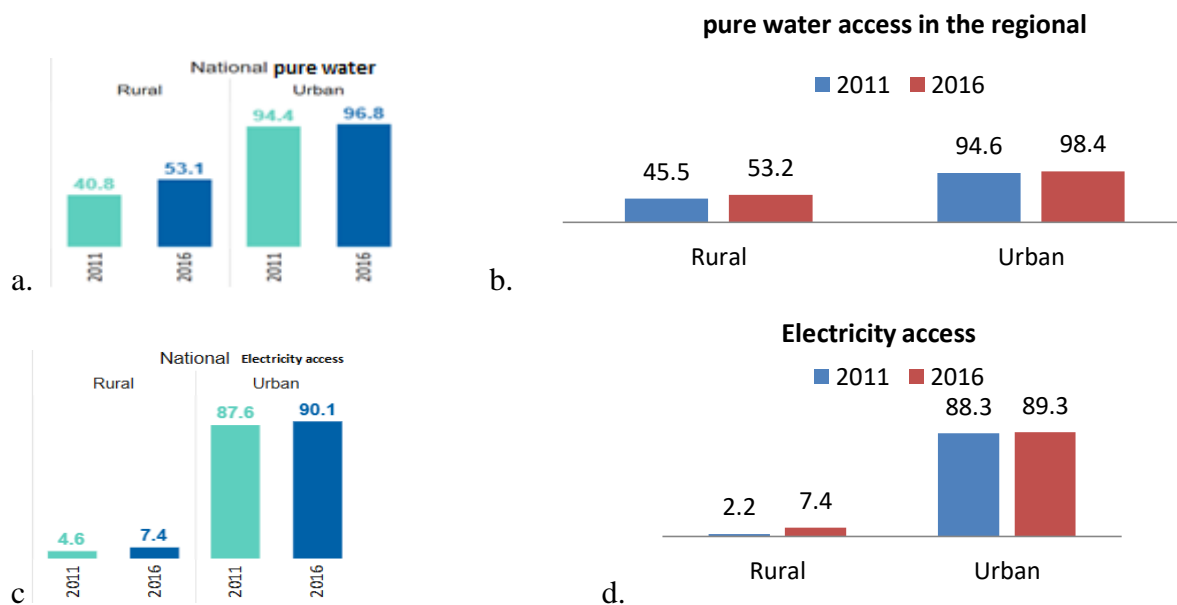 National pure water
Rural Urban
40.8 53.1 94.4 96.8
2011 2016 2011 2016
a.
pure water access in the regional
2011 2016
45.5 53.2 94.6 98.4
Rural Urban
b.
National Electricity access
Rural Urban
4.6 7.4 87.6 90.1
2011 2016 2011 2016
c
Electricity access
2011 2016
2.2 7.4 88.3 89.3
Rural Urban
d.